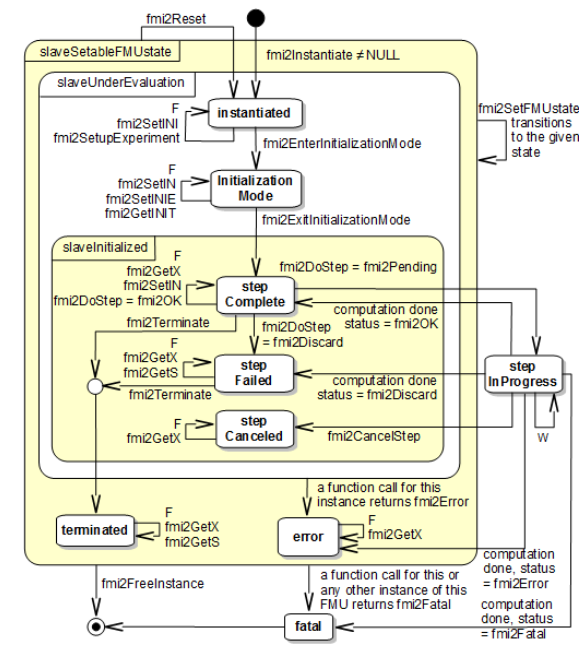 fmi2Reset
slaveSetableFMUstate
fmi2Instantiate ≠ NULL
slaveUnderEvaluation
F
fmi2SetINI
fmi2SetupExperiment
instantiated
fmi2SetFMUstate
transitions
to the given
state
fmi2EnterInitializationMode
F
fmi2SetIN
fmi2SetINIE
fmi2GetINIT
Initialization
Mode
fmi2ExitInitializationMode
slaveInitialized
F
fmi2GetX
fmi2SetIN
fmi2DoStep = fmi2OK
step
Complete
fmi2DoStep = fmi2Pending
computation done
status = fmi2OK
fmi2Terminate
fmi2DoStep
= fmi2Discard
F
fmi2GetX
fmi2GetS
step
Failed
step
InProgress
computation done
status = fmi2Discard
fmi2Terminate
F
fmi2GetX
step
Canceled
fmi2CancelStep
W
a function call for this
instance returns fmi2Error
terminated
F
fmi2GetX
fmi2GetS
error
F
fmi2GetX
computation
done, status
= fmi2Error
fmi2FreeInstance
a function call for this or
any other instance of this
FMU returns fmi2Fatal
fatal
computation
done, status
= fmi2Fatal